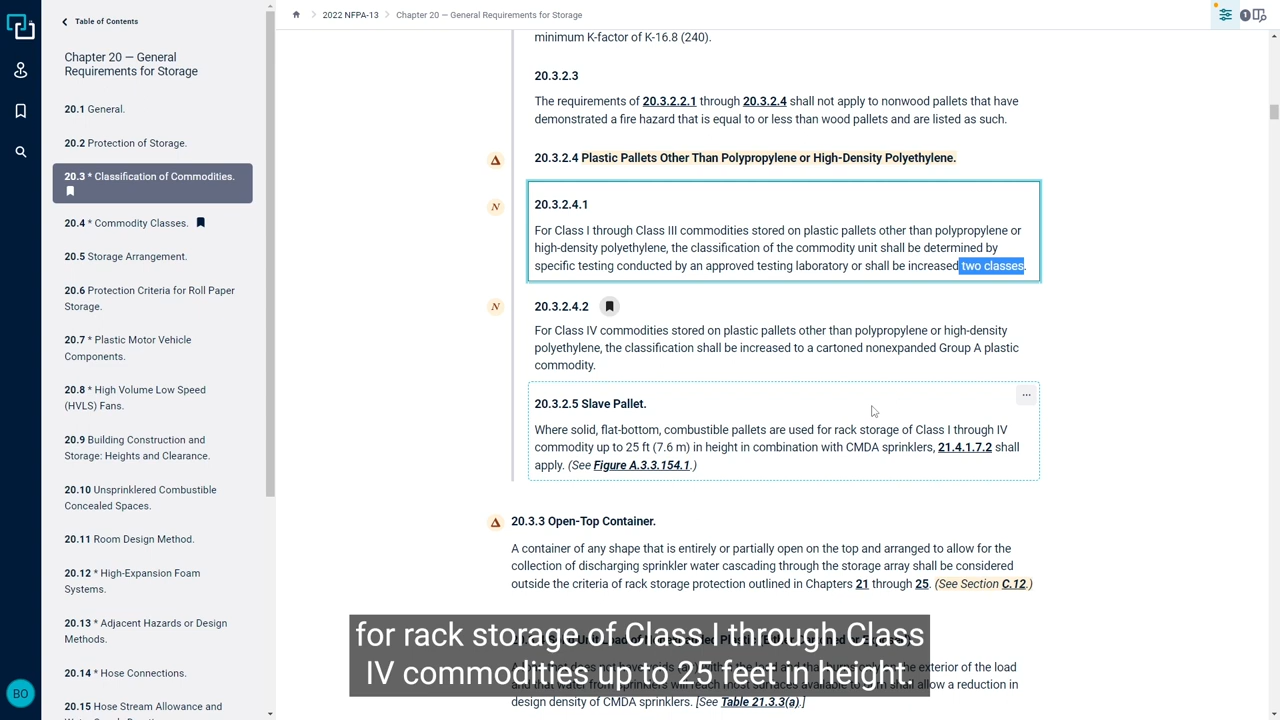 Table of Contents
2022 NFPA-13
Chapter 20 — General Requirements for Storage
1
Chapter 20 — General
Requirements for Storage
20.1 General.
20.2 Protection of Storage.
20.3 * Classification of Commodities.
20.4 * Commodity Classes.
20.5 Storage Arrangement.
20.6 Protection Criteria for Roll Paper
Storage.
20.7 * Plastic Motor Vehicle
Components.
20.8 * High Volume Low Speed
(HVLS) Fans.
20.9 Building Construction and
Storage: Heights and Clearance.
20.10 Unsprinklered Combustible
Concealed Spaces.
20.11 Room Design Method.
20.12 * High-Expansion Foam
Systems.
20.13 * Adjacent Hazards or Design
Methods.
20.14 * Hose Connections.
20.15 Hose Stream Allowance and
BO
minimum K-factor of K-16.8 (240).
20.3.2.3
The requirements of 20.3.2.2.1 through 20.3.2.4 shall not apply to nonwood pallets that have
demonstrated a fire hazard that is equal to or less than wood pallets and are listed as such.
Δ 20.3.2.4 Plastic Pallets Other Than Polypropylene or High-Density Polyethylene.
N 20.3.2.4.1
For Class I through Class III commodities stored on plastic pallets other than polypropylene or
high-density polyethylene, the classification of the commodity unit shall be determined by
specific testing conducted by an approved testing laboratory or shall be increased two classes.
N 20.3.2.4.2
For Class IV commodities stored on plastic pallets other than polypropylene or high-density
polyethylene, the classification shall be increased to a cartoned nonexpanded Group A plastic
commodity.
20.3.2.5 Slave Pallet.
Where solid, flat-bottom, combustible pallets are used for rack storage of Class I through IV
commodity up to 25 ft (7.6 m) in height in combination with CMDA sprinklers, 21.4.1.7.2 shall
apply. (See Figure A.3.3.154.1.)
Δ 20.3.3 Open-Top Container.
A container of any shape that is entirely or partially open on the top and arranged to allow for the
collection of discharging sprinkler water cascading through the storage array shall be considered
outside the criteria of rack storage protection outlined in Chapters 21 through 25. (See Section C.12.)
for rack storage of Class I through Class
IV commodities up to 25 feet in height.
exterior of the load
allow a reduction in
design density of CMDA sprinklers. [See Table 21.3.3(a).]